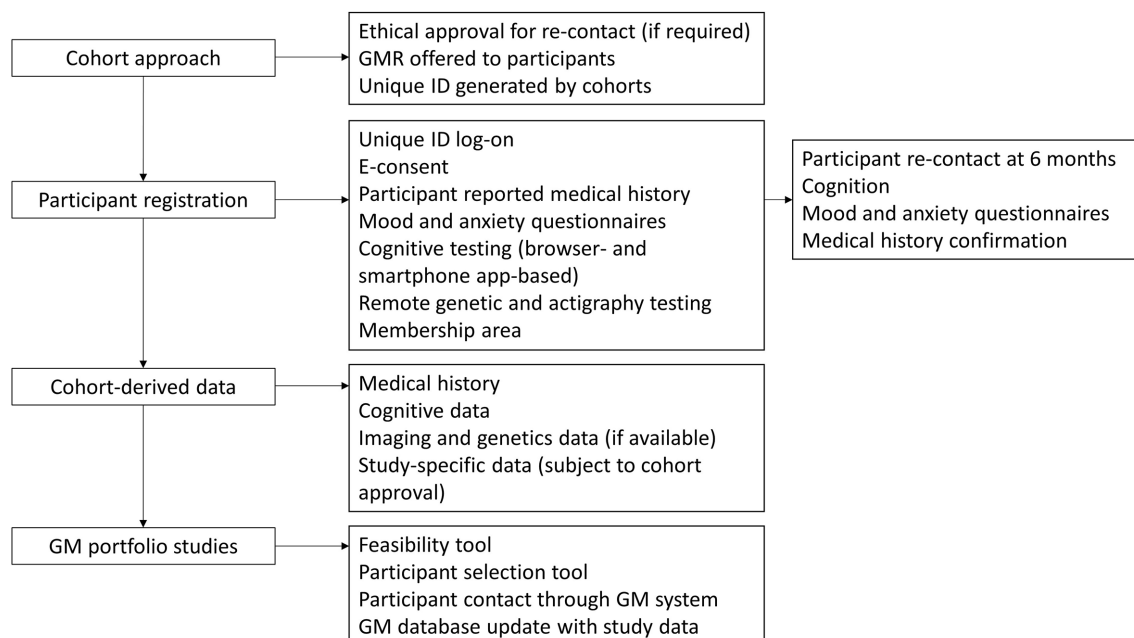 Cohort approach
Ethical approval for re-contact (if required)
GMR offered to participants
Unique ID generated by cohorts
Participant registration
Unique ID log-on
E-consent
Participant reported medical history
Mood and anxiety questionnaires
Cognitive testing (browser- and
smartphone app-based)
Remote genetic and actigraphy testing
Membership area
Participant re-contact at 6 months
Cognition
Mood and anxiety questionnaires
Medical history confirmation
Cohort-derived data
Medical history
Cognitive data
Imaging and genetics data (if available)
Study-specific data (subject to cohort
approval)
GM portfolio studies
Feasibility tool
Participant selection tool
Participant contact through GM system
GM database update with study data